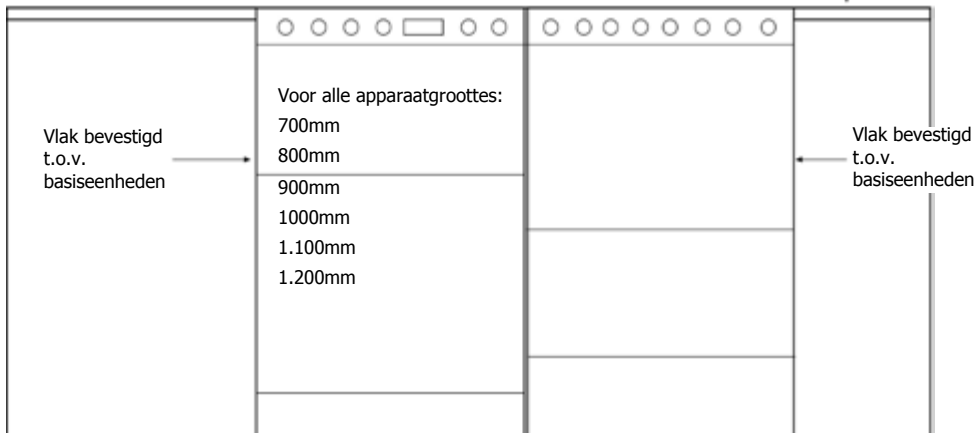 Voor alle apparaatgroottes:
700mm
800mm
900mm
1000mm
1.100mm
1.200mm
Vlak bevestigd
t.o.v.
basiseenheden
Vlak bevestigd
t.o.v.
basiseenheden